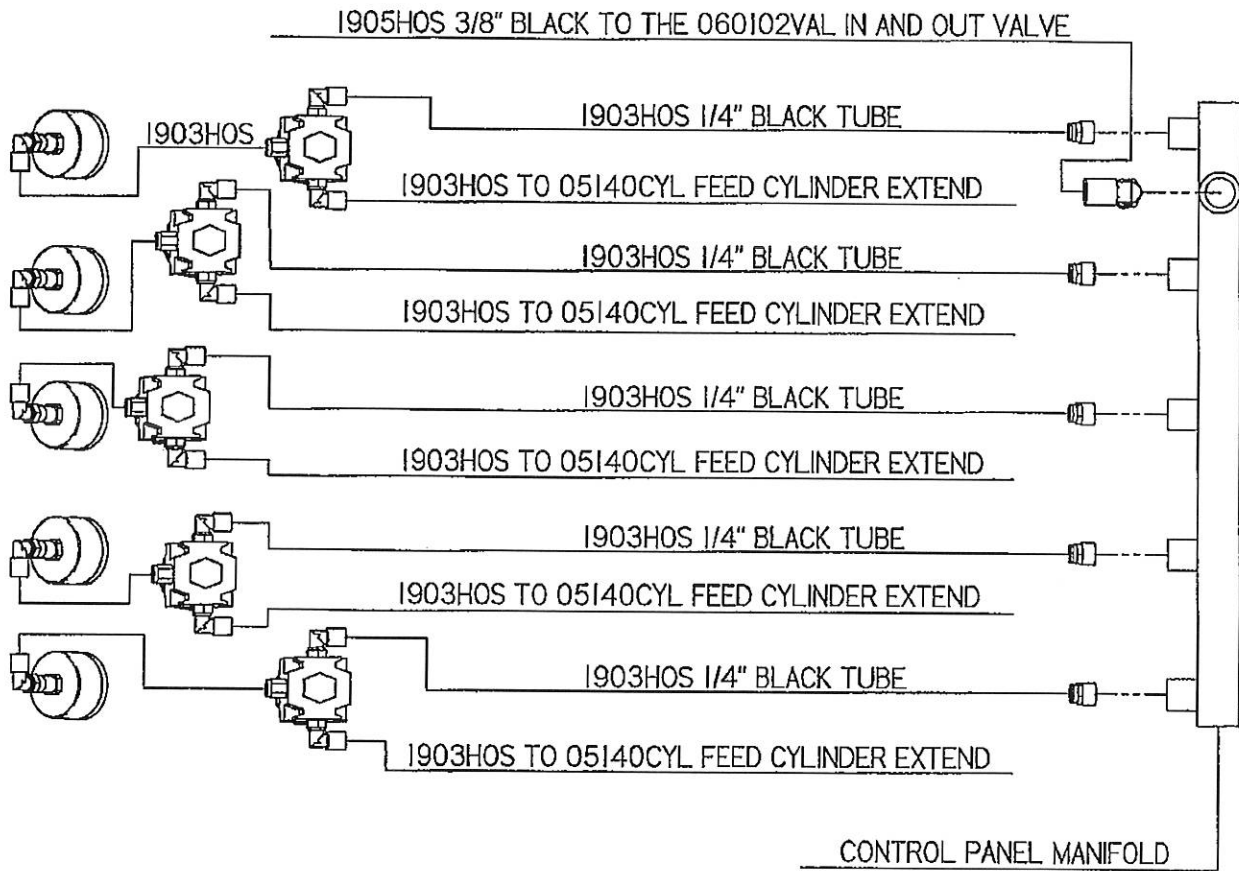 1905HOS 3/8" BLACK TO THE 060102VAL IN AND OUT VALVE
1903HOS 1/4" BLACK TUBE
1903HOS
1903HOS TO 05140CYL FEED CYLINDER EXTEND
1903HOS 1/4" BLACK TUBE
1903HOS TO 05140CYL FEED CYLINDER EXTEND
1903HOS 1/4" BLACK TUBE
1903HOS TO 05140CYL FEED CYLINDER EXTEND
1903HOS 1/4" BLACK TUBE
1903HOS TO 05140CYL FEED CYLINDER EXTEND
1903HOS 1/4" BLACK TUBE
1903HOS TO 05140CYL FEED CYLINDER EXTEND
CONTROL PANEL MANIFOLD